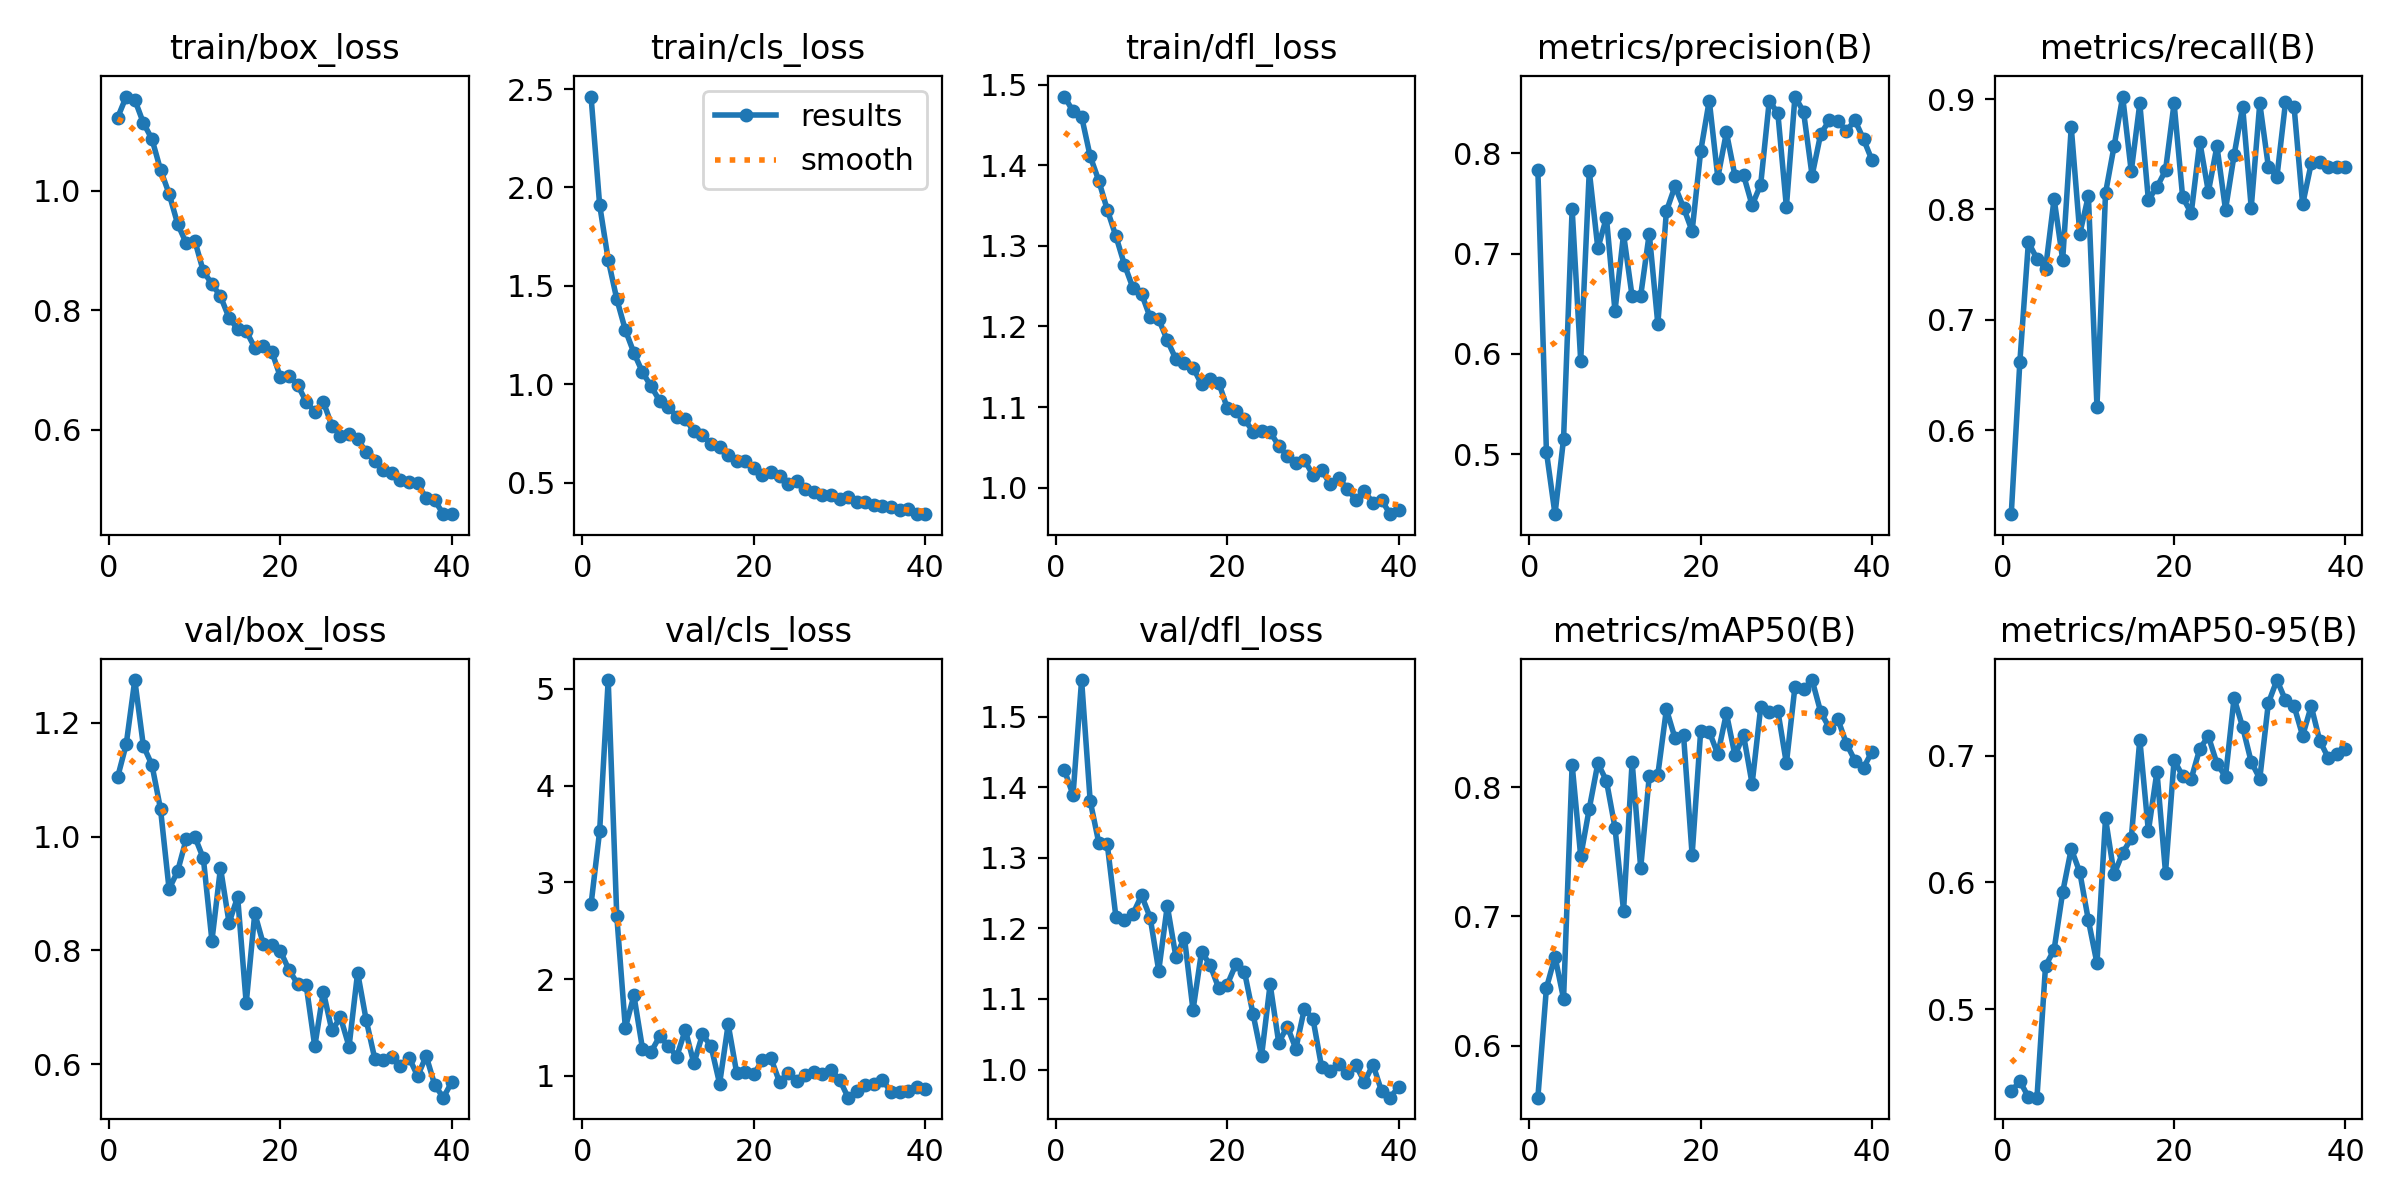 train/box_loss
1.0
0.8
0.6
0 20 40
train/cls_loss
results
smooth
2.5
2.0
1.5
1.0
0.5
0 20 40
train/dfl_loss
1.5
1.4
1.3
1.2
1.1
1.0
0 20 40
metrics/precision(B)
0.8
0.7
0.6
0.5
0 20 40
metrics/recall(B)
0.9
0.8
0.7
0.6
0 20 40
val/box_loss
1.2
1.0
0.8
0.6
0 20 40
val/cls_loss
5
4
3
2
1
0 20 40
val/dfl_loss
1.5
1.4
1.3
1.2
1.1
1.0
0 20 40
metrics/mAP50(B)
0.8
0.7
0.6
0 20 40
metrics/mAP50-95(B)
0.7
0.6
0.5
0 20 40